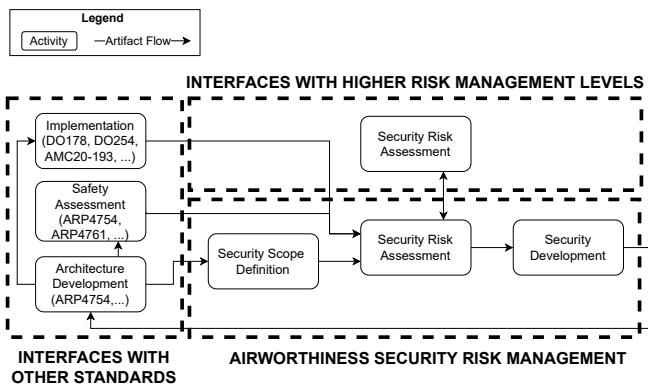 Legend
Activity
Artifact Flow
INTERFACES WITH HIGHER RISK MANAGEMENT LEVELS
Implementation
(DO178, DO254,
AMC20-193, ...)
Security Risk
Assessment
Safety
Assessment
(ARP4754,
ARP4761, ...)
Architecture
Development
(ARP4754,...)
Security Scope
Definition
Security Risk
Assessment
Security
Development
INTERFACES WITH
OTHER STANDARDS
AIRWORTHINESS SECURITY RISK MANAGEMENT